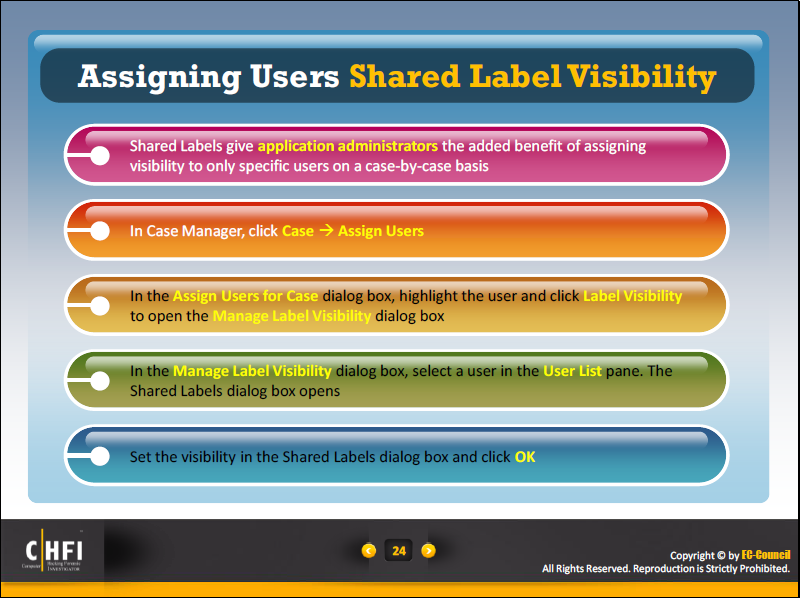 Assigning Users Shared Label Visibility
Shared Labels give application administrators the added benefit of assigning
visibility to only specific users on a case-by-case basis
In Case Manager, click Case → Assign Users
In the Assign Users for Case dialog box, highlight the user and click Label Visibility
to open the Manage Label Visibility dialog box
In the Manage Label Visibility dialog box, select a user in the User List pane. The
Shared Labels dialog box opens
Set the visibility in the Shared Labels dialog box and click OK
CHFI
Computer Hacking Forensic
INVESTIGATOR
24
Copyright © by EC-Council
All Rights Reserved. Reproduction is Strictly Prohibited.